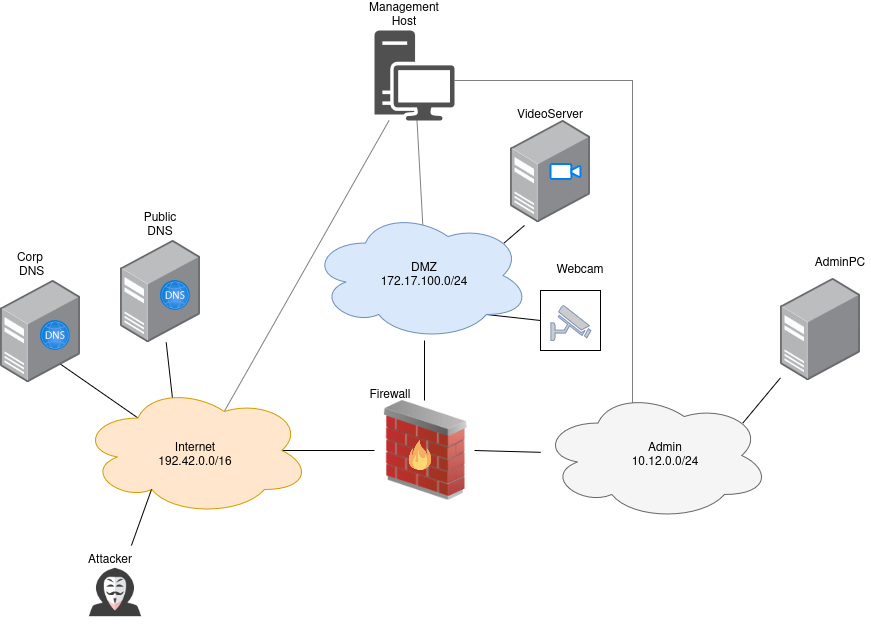 Management
Host
VideoServer
Public
DNS
Corp
DNS
DNS
DNS
DMZ
172.17.100.0/24
Webcam
AdminPC
Firewall
Internet
192.42.0.0/16
Admin
10.12.0.0/24
Attacker